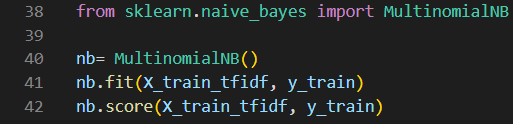 38 from sklearn.naive_bayes import MultinomialNB
39
40 nb= MultinomialNB()
41 nb.fit(X_train_tfidf, y_train)
42 nb.score(X_train_tfidf, y_train)